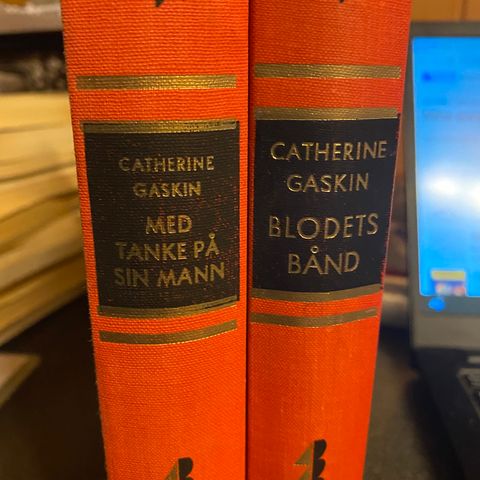 CATHERINE
GASKIN
MED
TANKE PÅ
SIN MANN
CATHERINE
GASKIN
BLODETS
BÅND